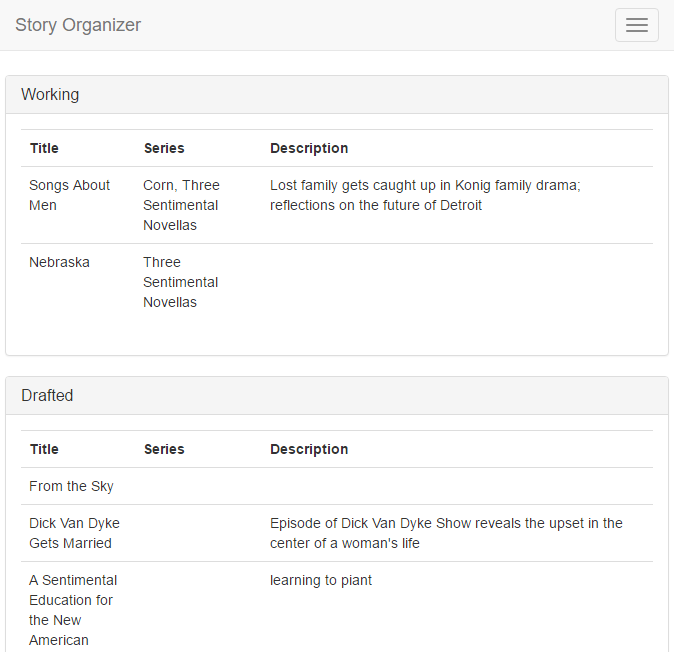 Story Organizer
Working
Title Series Description
Songs About Corn, Three Lost family gets caught up in Konig family drama;
Men Sentimental reflections on the future of Detroit
Novellas
Nebraska Three
Sentimental
Novellas
Drafted
Title Series Description
From the Sky
Dick Van Dyke Episode of Dick Van Dyke Show reveals the upset in the
Gets Married center of a woman's life
A Sentimental learning to piant
Education for
the New
American